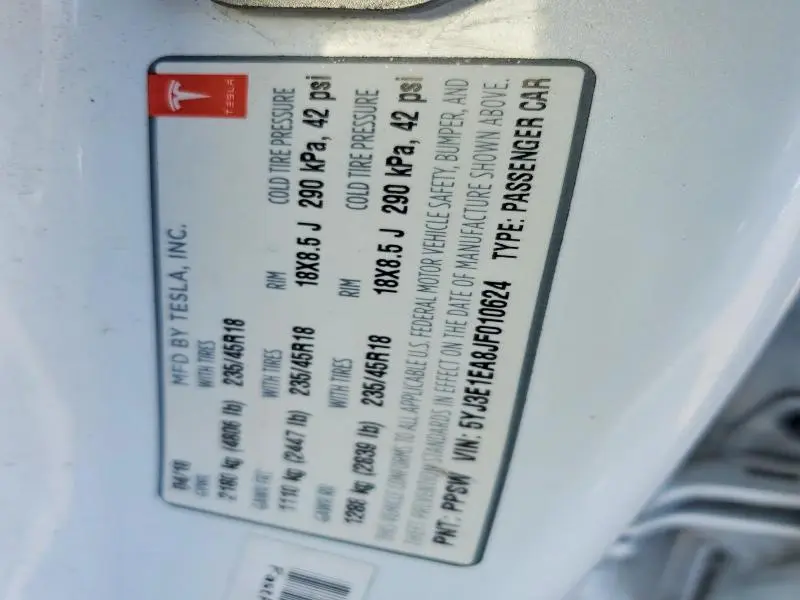 TESLA
MFD BY TESLA, INC.
04/18
GVWR WITH TIRES
2180 kg (4806 lb) 235/45R18
GAWR FRT WITH TIRES RIM COLD TIRE PRESSURE
1110 kg (2447 lb) 235/45R18 18X8.5 J 290 kPa, 42 psi
GAWR RR WITH TIRES RIM COLD TIRE PRESSURE
1288 kg (2839 lb) 235/45R18 18X8.5 J 290 kPa, 42 psi
THIS VEHICLE CONFORMS TO ALL APPLICABLE U.S. FEDERAL MOTOR VEHICLE SAFETY, BUMPER, AND
THEFT PREVENTION STANDARDS IN EFFECT ON THE DATE OF MANUFACTURE SHOWN ABOVE.
PNT: PPSW VIN: 5YJ3E1EA8JF010624 TYPE: PASSENGER CAR